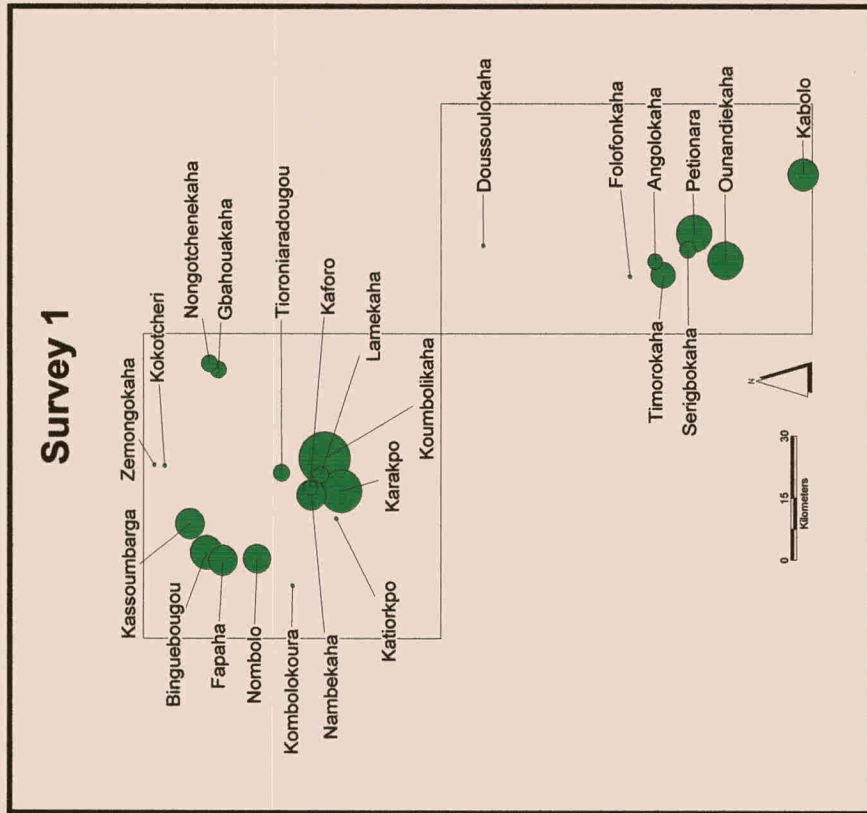 Survey 1
Zemongokaha
Kokotcheri
Nongotchenekaha
Gbahouakaha
Kassoumbarga
Binguebougou
Fapaha
Nombolo
Kombolokoura
Tioroniaradougou
Kaforo
Lamekaha
Koumbolikaha
Karakpo
Nambekaha
Katiorkpo
Doussoulokaha
Folofonkaha
Angolokaha
Petionara
Ounandiekaha
Kabolo
Timorokaha
Serigbokaha
N
0 15 30
Kilometers